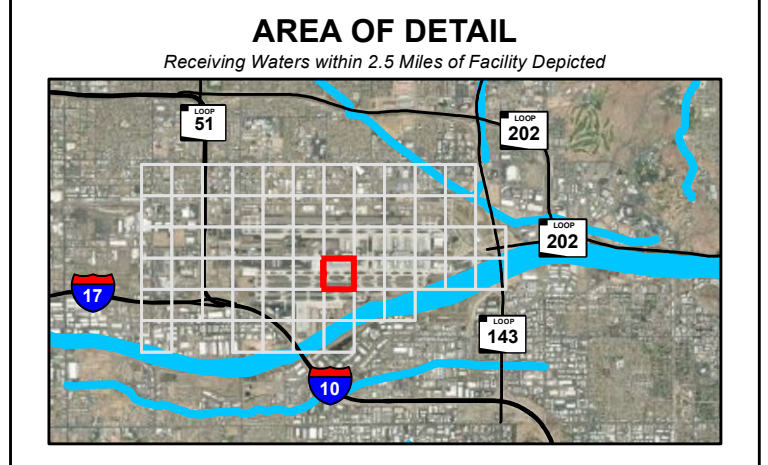 AREA OF DETAIL
Receiving Waters within 2.5 Miles of Facility Depicted
LOOP
51
LOOP
202
LOOP
202
17
LOOP
143
10